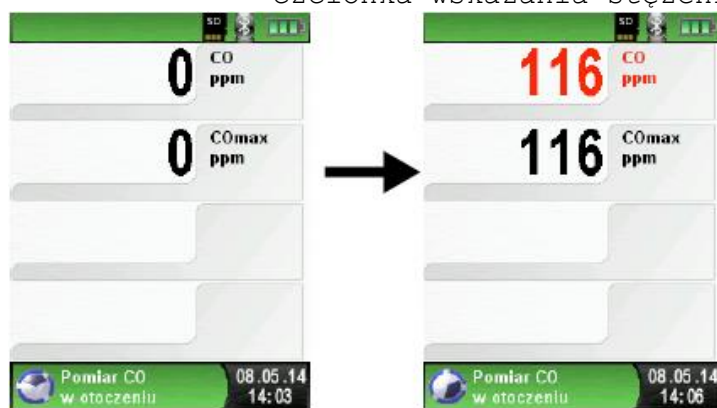 SD
0 CO
ppm
0 COmax
ppm
Pomiar CO
w otoczeniu
08.05.14
14:03
SD
116 CO
ppm
116 COmax
ppm
Pomiar CO
w otoczeniu
08.05.14
14:06